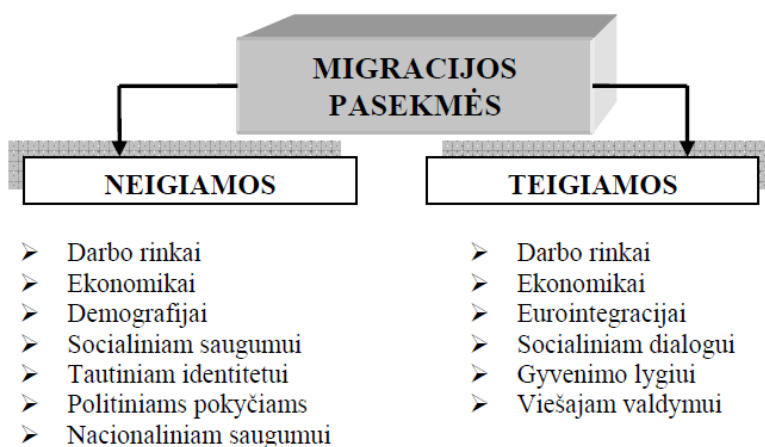 MIGRACIJOS
PASEKMĖS
NEIGIAMOS
Darbo rinkai
Ekonomikai
Demografijai
Socialiniam saugumui
Tautiniam identitetui
Politiniams pokyčiams
Nacionaliniam saugumui
TEIGIAMOS
Darbo rinkai
Ekonomikai
Eurointegracijai
Socialiniam dialogui
Gyvenimo lygiui
Viešajam valdymui